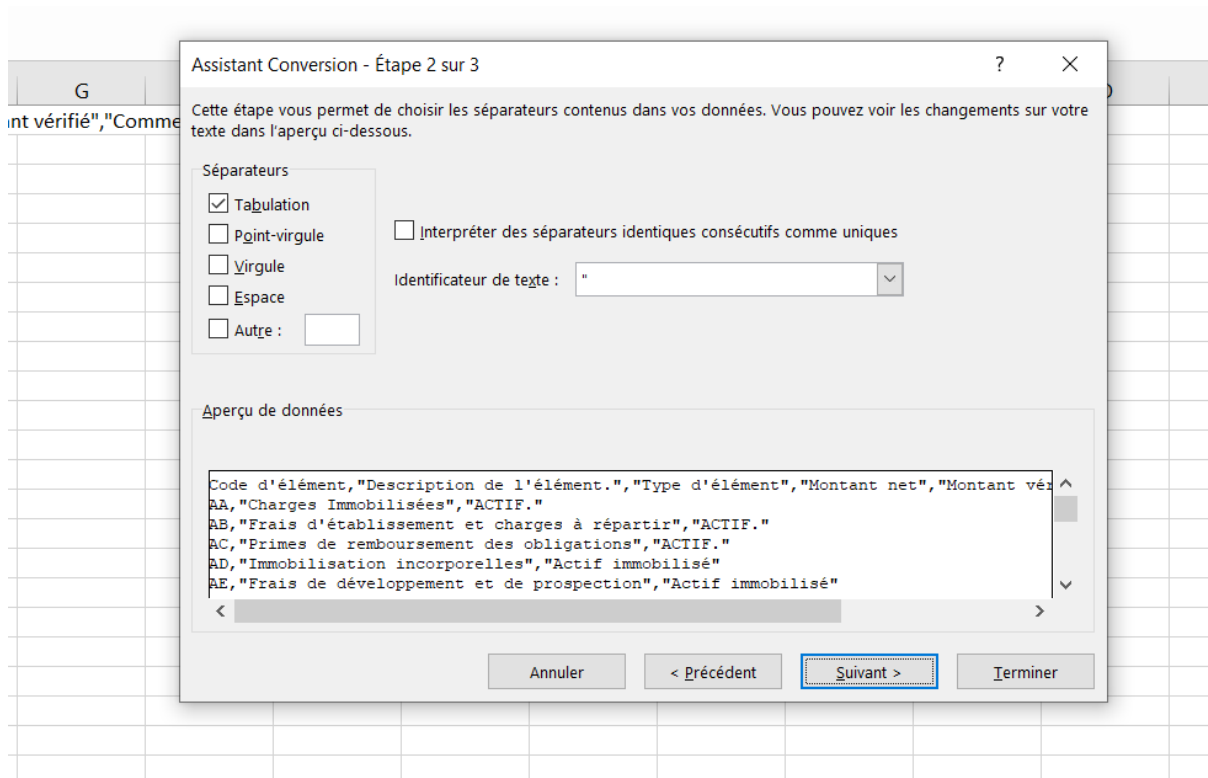 Assistant Conversion - Étape 2 sur 3
?
G
Cette étape vous permet de choisir les séparateurs contenus dans vos données. Vous pouvez voir les changements sur votre
texte dans l'aperçu ci-dessous.
vérifié","Comme
Séparateurs
Tabulation
Point-virgule
Interpréter des séparateurs identiques consécutifs comme uniques
Virgule
Identificateur de texte : "
Espace
Autre :
Aperçu de données
Code d'élément,"Description de l'élément.","Type d'élément","Montant net","Montant vér
AA,"Charges Immobilisées","ACTIF."
AB,"Frais d'établissement et charges à répartir","ACTIF."
AC,"Primes de remboursement des obligations","ACTIF."
AD,"Immobilisation incorporelles","Actif immobilisé"
AE,"Frais de développement et de prospection","Actif immobilisé"
Annuler
< Précédent
Suivant >
Terminer